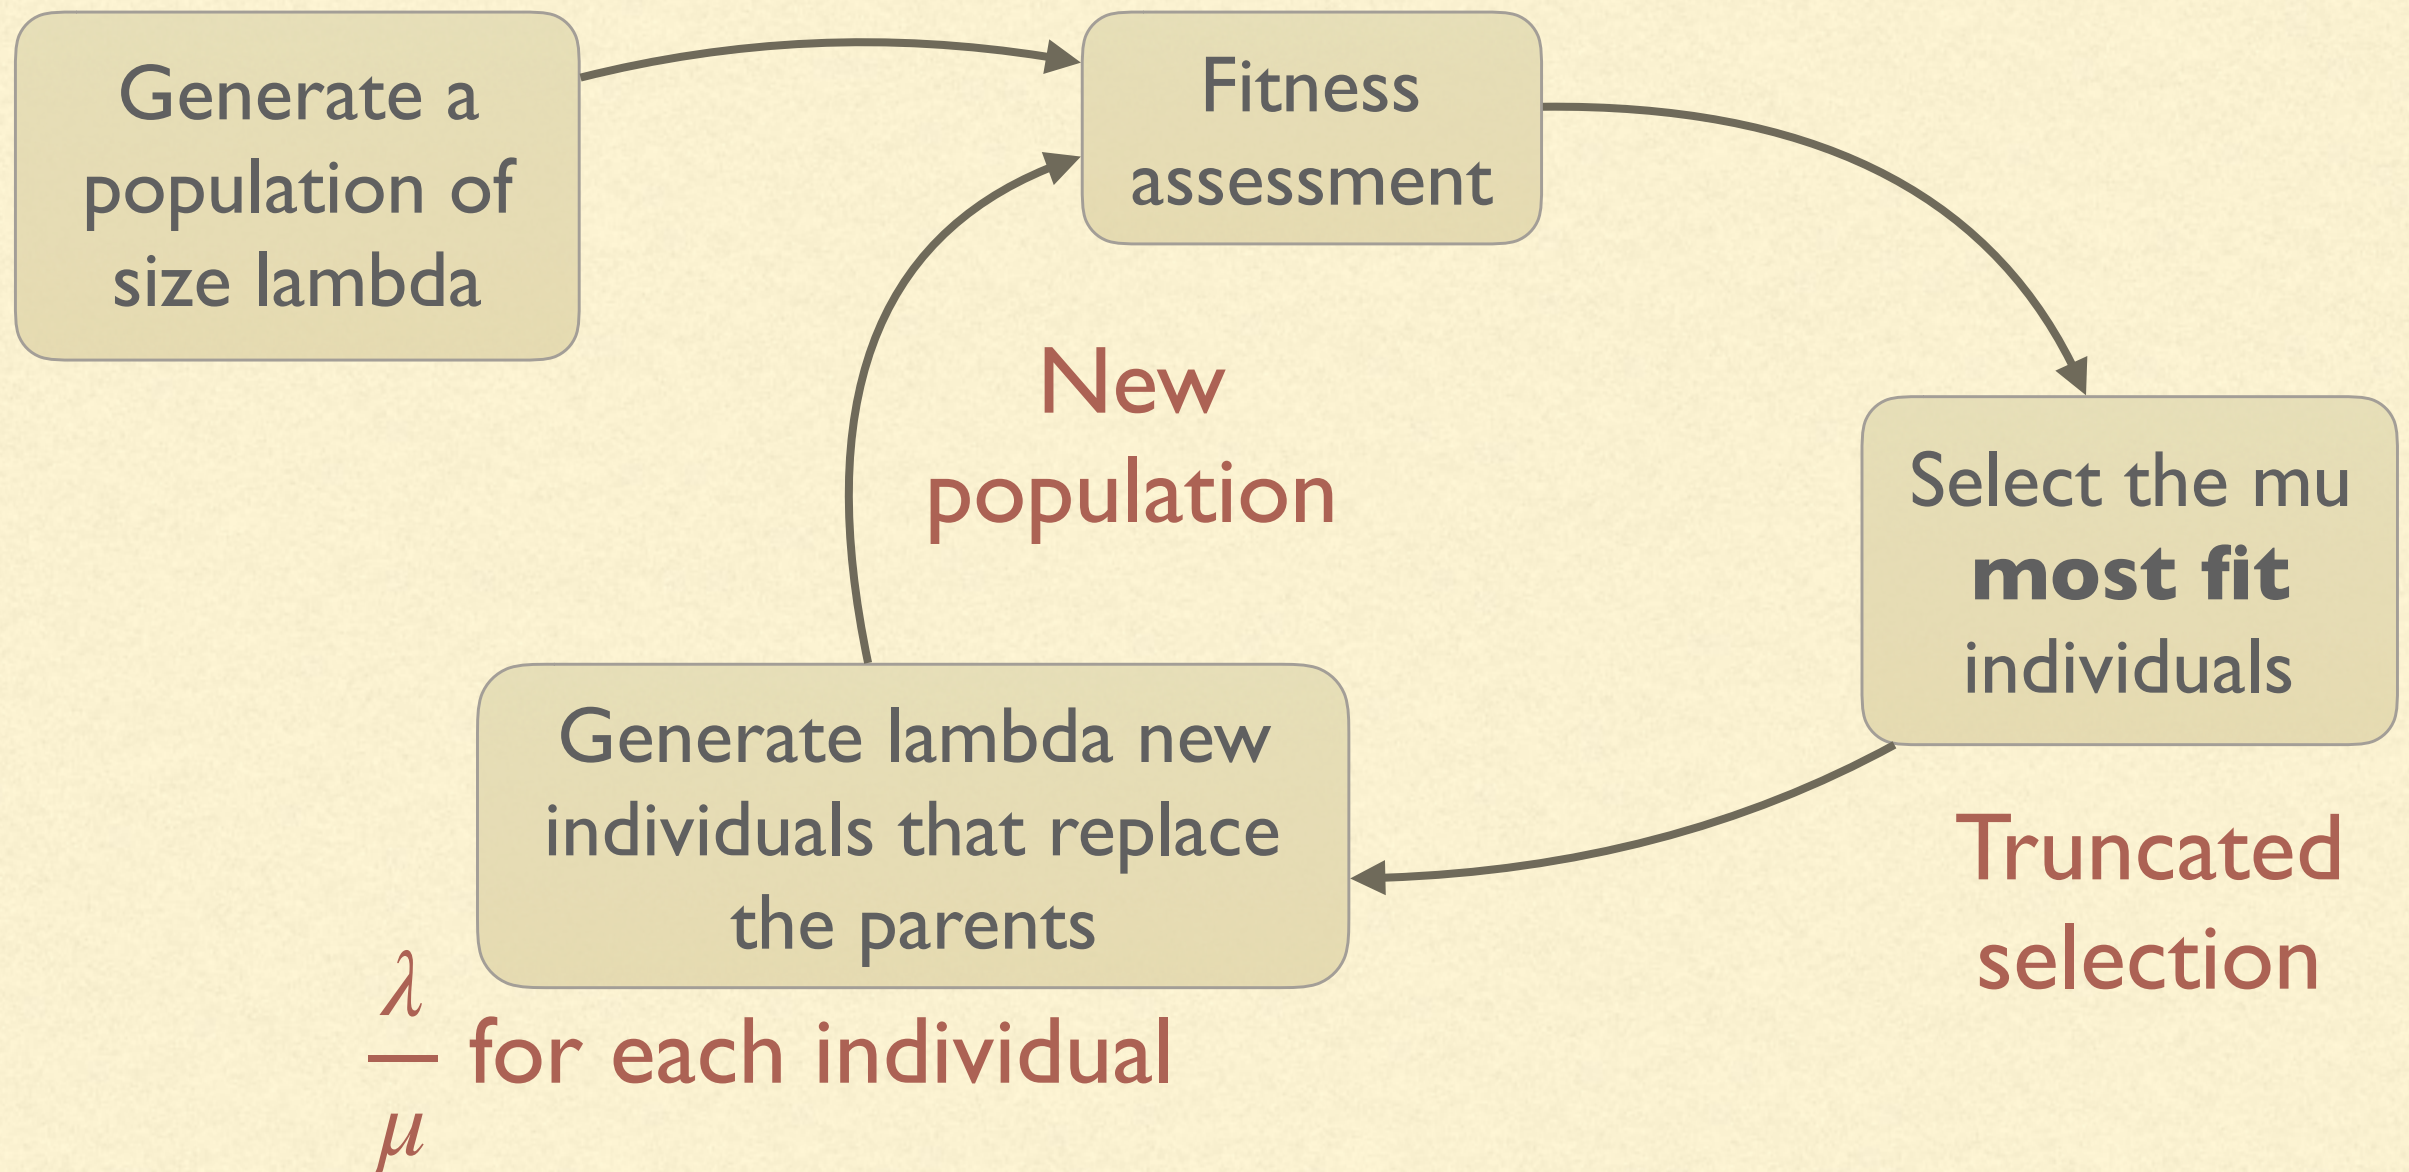 Generate a
population of
size lambda
Fitness
assessment
New
population
Select the mu
most fit
individuals
Truncated
selection
Generate lambda new
individuals that replace
the parents
λ
μ
for each individual